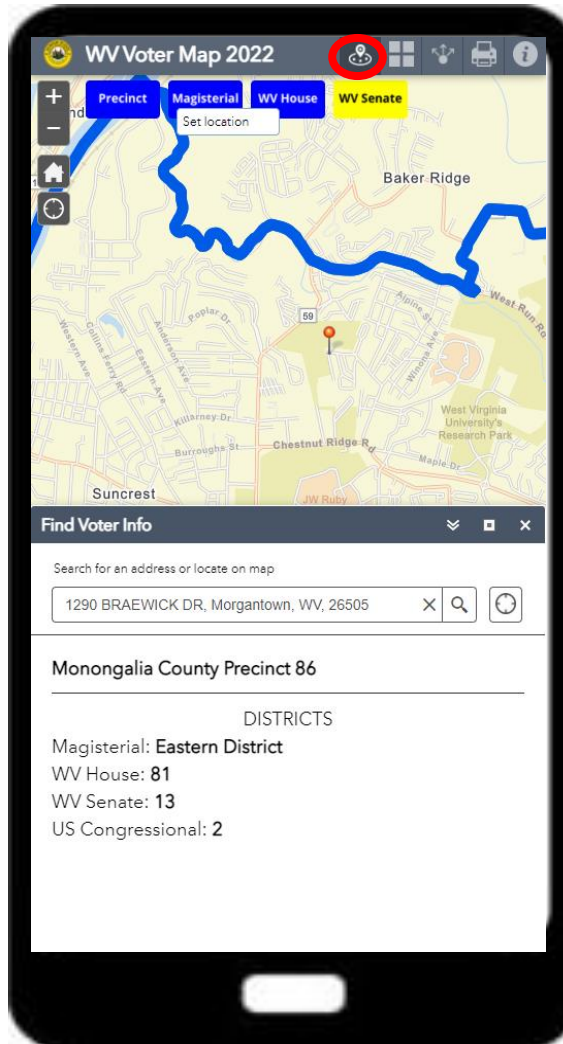 WV Voter Map 2022
Precinct
Magisterial
WV House
WV Senate
Set location
Baker Ridge
59
Poplar Dr
Alpine St
West Run Ro
Western Ave
Collins Ferry Rd
Eastern Ave
Anderson Ave
Winona Ave
Killarney Dr
West Virginia
University's
Research Park
Burroughs St
Chestnut Ridge Rd
Maple Dr
Suncrest
JW Ruby
Find Voter Info
Search for an address or locate on map
1290 BRAEWICK DR, Morgantown, WV, 26505
Monongalia County Precinct 86
DISTRICTS
Magisterial: Eastern District
WV House: 81
WV Senate: 13
US Congressional: 2